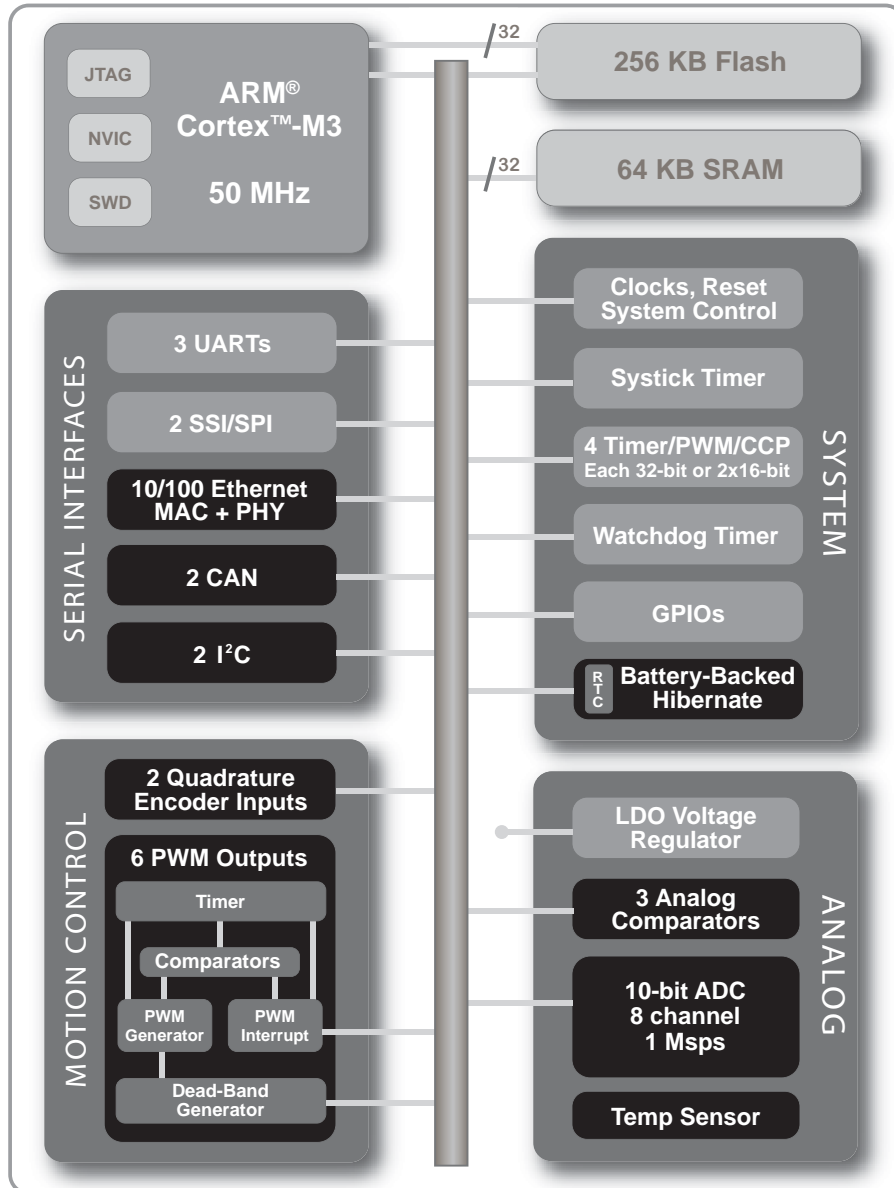 JTAG
NVIC
SWD
ARM®
Cortex™-M3
50 MHz
32
256 KB Flash
32
64 KB SRAM
SERIAL INTERFACES
3 UARTs
2 SSI/SPI
10/100 Ethernet
MAC + PHY
2 CAN
2 I²C
SYSTEM
Clocks, Reset
System Control
Systick Timer
4 Timer/PWM/CCP
Each 32-bit or 2x16-bit
Watchdog Timer
GPIOs
RTC
Battery-Backed
Hibernate
MOTION CONTROL
2 Quadrature
Encoder Inputs
6 PWM Outputs
Timer
Comparators
PWM
Generator
PWM
Interrupt
Dead-Band
Generator
ANALOG
LDO Voltage
Regulator
3 Analog
Comparators
10-bit ADC
8 channel
1 Msps
Temp Sensor